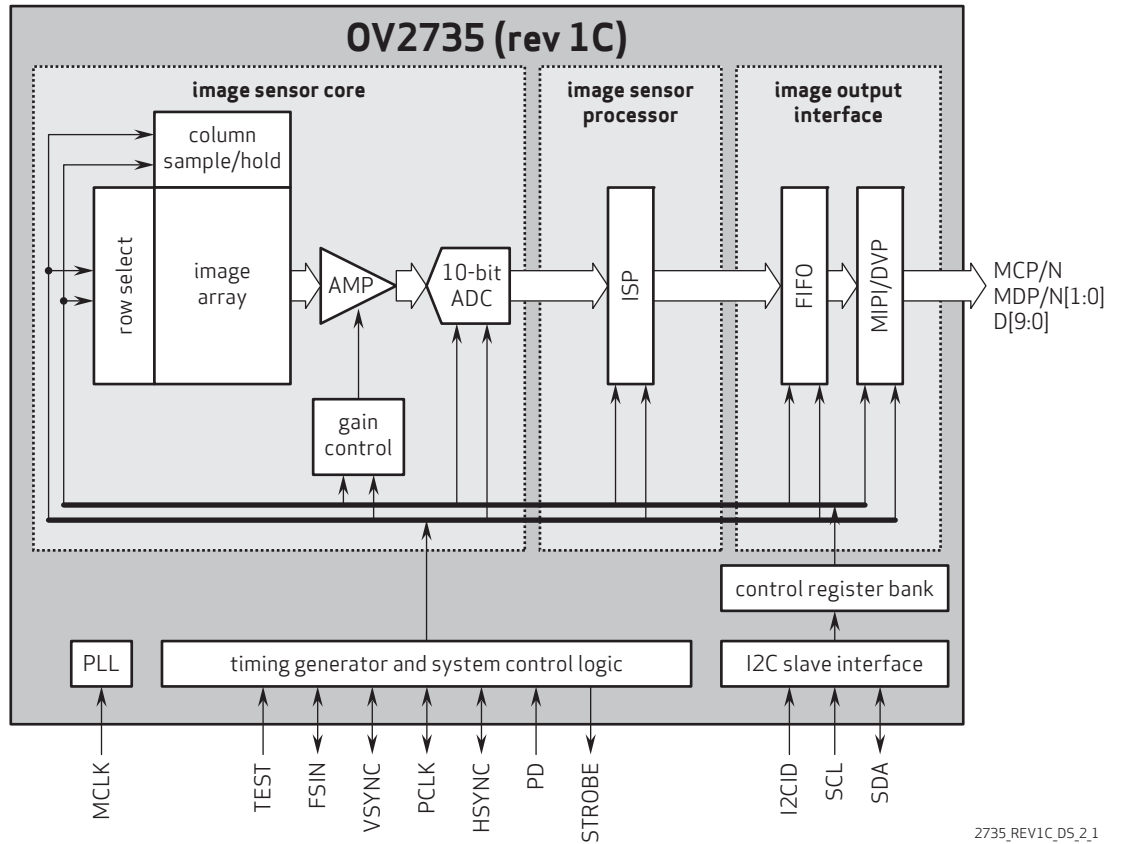 OV2735 (rev 1C)
image sensor core
image sensor
processor
image output
interface
column
sample/hold
row select
image
array
AMP
10-bit
ADC
ISP
FIFO
MIPI/DVP
MCP/N
MDP/N[1:0]
D[9:0]
gain
control
control register bank
PLL
timing generator and system control logic
I2C slave interface
MCLK
TEST
FSIN
VSYNC
PCLK
HSYNC
PD
STROBE
I2CID
SCL
SDA
2735_REV1C_DS_2_1